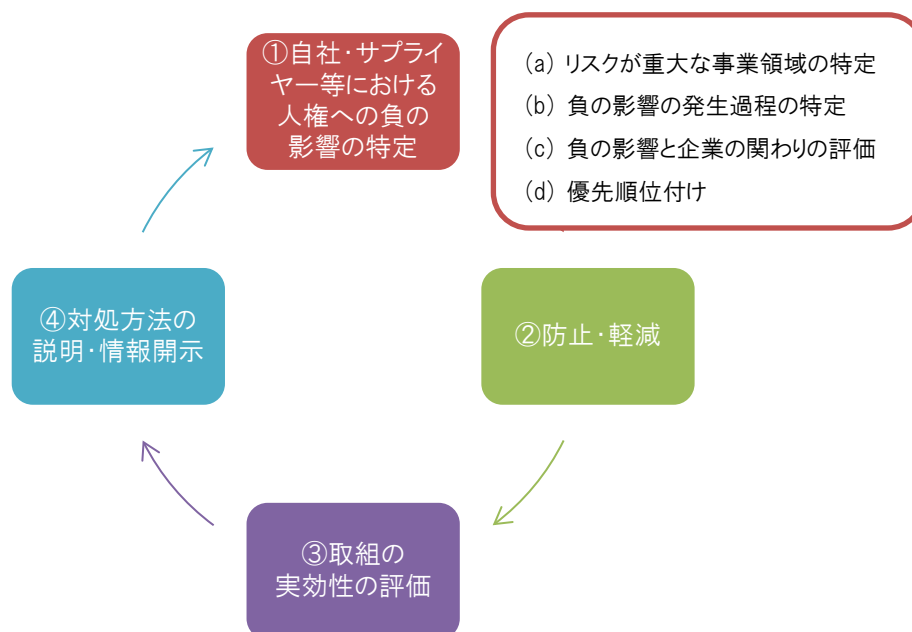 ①自社・サプライ
ヤー等における
人権への負の
影響の特定
(a) リスクが重大な事業領域の特定
(b) 負の影響の発生過程の特定
(c) 負の影響と企業の関わりの評価
(d) 優先順位付け
②防止・軽減
③取組の
実効性の評価
④対処方法の
説明・情報開示